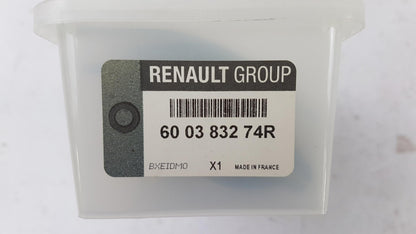 RENAULT GROUP
60 03 832 74R
BXEIDMO X1 MADE IN FRANCE